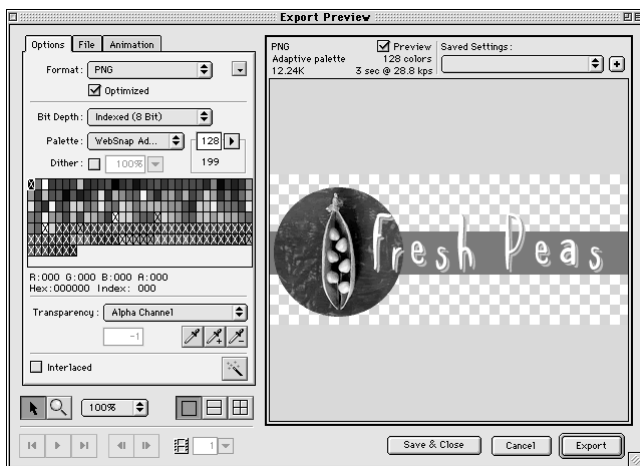 Export Preview
Options File Animation
Format: PNG
Optimized
Bit Depth: Indexed (8 Bit)
Palette: WebSnap Ad... 128
Dither: 100% 199
R:000 G:000 B:000 A:000
Hex:000000 Index: 000
Transparency: Alpha Channel
-1
Interlaced
100%
1
PNG Preview Saved Settings:
Adaptive palette 128 colors
12.24K 3 sec @ 28.8 kps
Fresh Peas
Save & Close Cancel Export